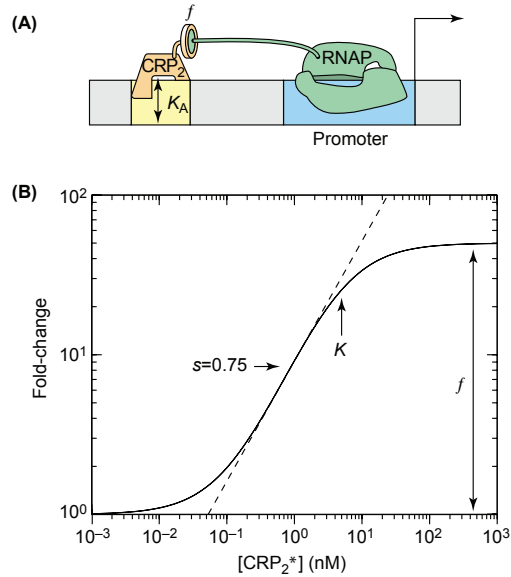 (A)
f
CRP₂
RNAP
K_A
Promoter
(B)
Fold-change
10²
10¹
10⁰
s=0.75
K
f
10⁻³ 10⁻² 10⁻¹ 10⁰ 10¹ 10² 10³
[CRP₂*] (nM)